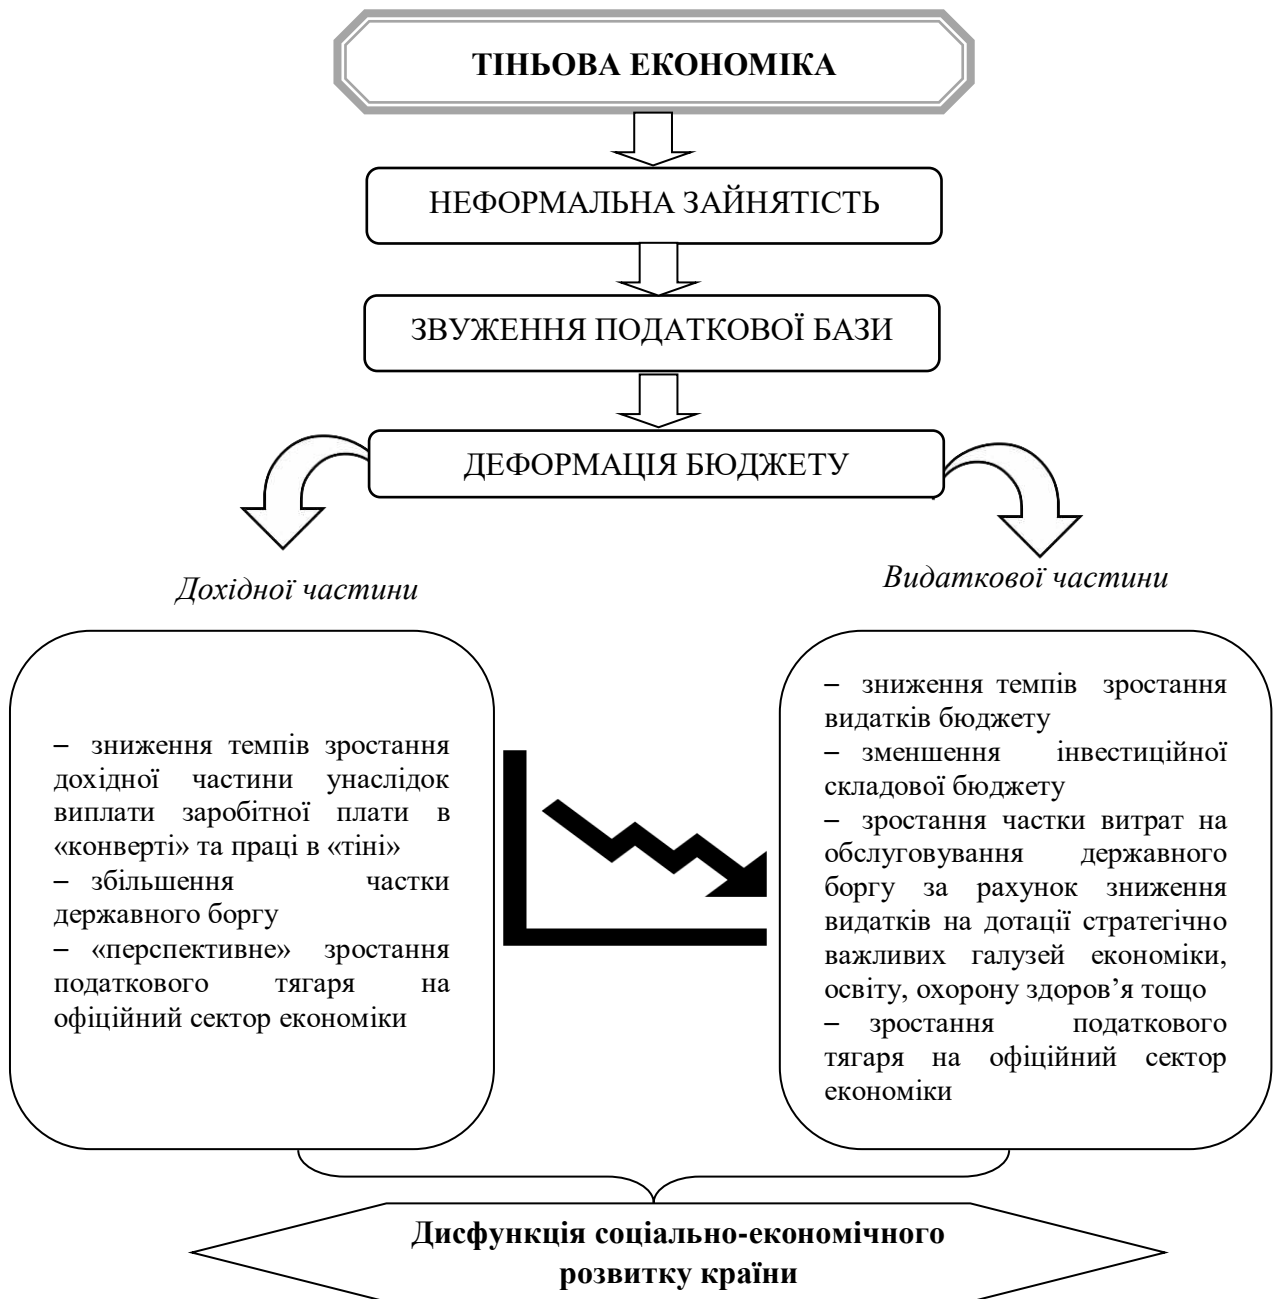 ТІНЬОВА ЕКОНОМІКА
НЕФОРМАЛЬНА ЗАЙНЯТІСТЬ
ЗВУЖЕННЯ ПОДАТКОВОЇ БАЗИ
ДЕФОРМАЦІЯ БЮДЖЕТУ
Дохідної частини
– зниження темпів зростання
дохідної частини унаслідок
виплати заробітної плати в
«конверті» та праці в «тіні»
– збільшення частки
державного боргу
– «перспективне» зростання
податкового тягаря на
офіційний сектор економіки
Видаткової частини
– зниження темпів зростання
видатків бюджету
– зменшення інвестиційної
складової бюджету
– зростання частки витрат на
обслуговування державного
боргу за рахунок зниження
видатків на дотації стратегічно
важливих галузей економіки,
освіту, охорону здоров’я тощо
– зростання податкового
тягаря на офіційний сектор
економіки
Дисфункція соціально-економічного
розвитку країни